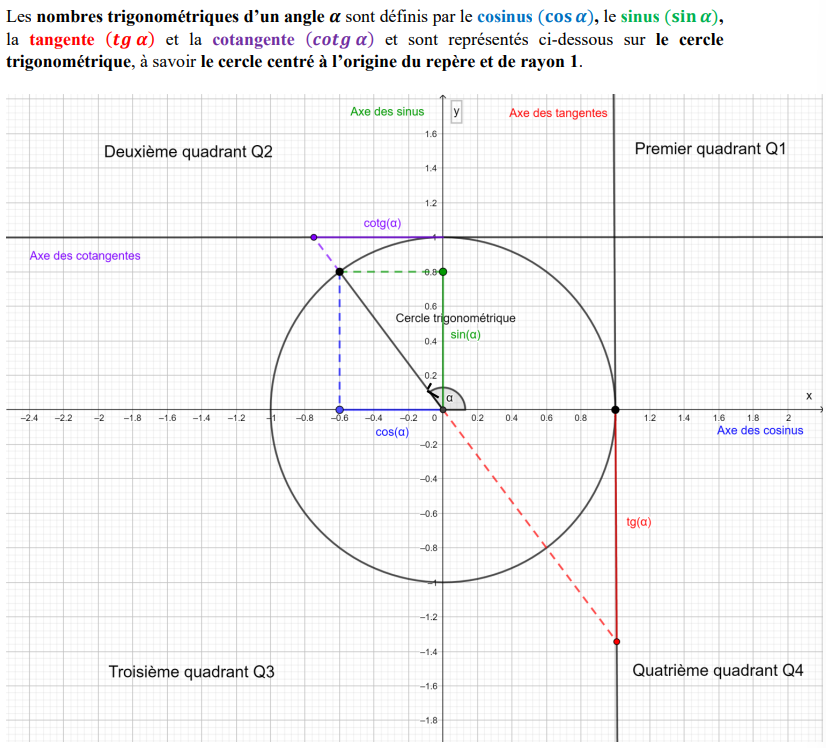 Les nombres trigonométriques d'un angle α sont définis par le cosinus (cos α), le sinus (sin α),
la tangente (tg α) et la cotangente (cotg α) et sont représentés ci-dessous sur le cercle
trigonométrique, à savoir le cercle centré à l'origine du repère et de rayon 1.
Axe des sinus
y
Axe des tangentes
1.6
Deuxième quadrant Q2
Premier quadrant Q1
1.4
1.2
cotg(α)
1
Axe des cotangentes
0.8
0.6
Cercle trigonométrique
sin(α)
0.4
0.2
α
x
−2.4 −2.2 −2 −1.8 −1.6 −1.4 −1.2 −1 −0.8 −0.6 −0.4 −0.2 0 0.2 0.4 0.6 0.8 1.2 1.4 1.6 1.8 2
cos(α)
Axe des cosinus
−0.2
−0.4
−0.6
tg(α)
−0.8
−1
−1.2
−1.4
Troisième quadrant Q3
Quatrième quadrant Q4
−1.6
−1.8